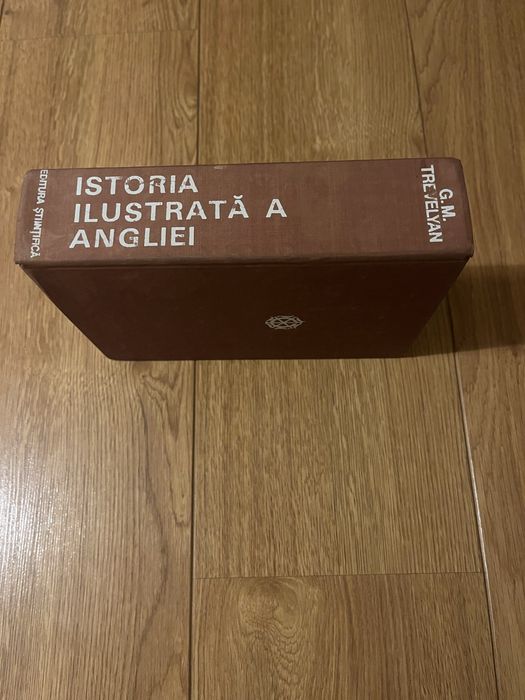 EDITURA ȘTIINȚIFICĂ
ISTORIA
ILUSTRATĂ A
ANGLIEI
G.M.
TREVELYAN